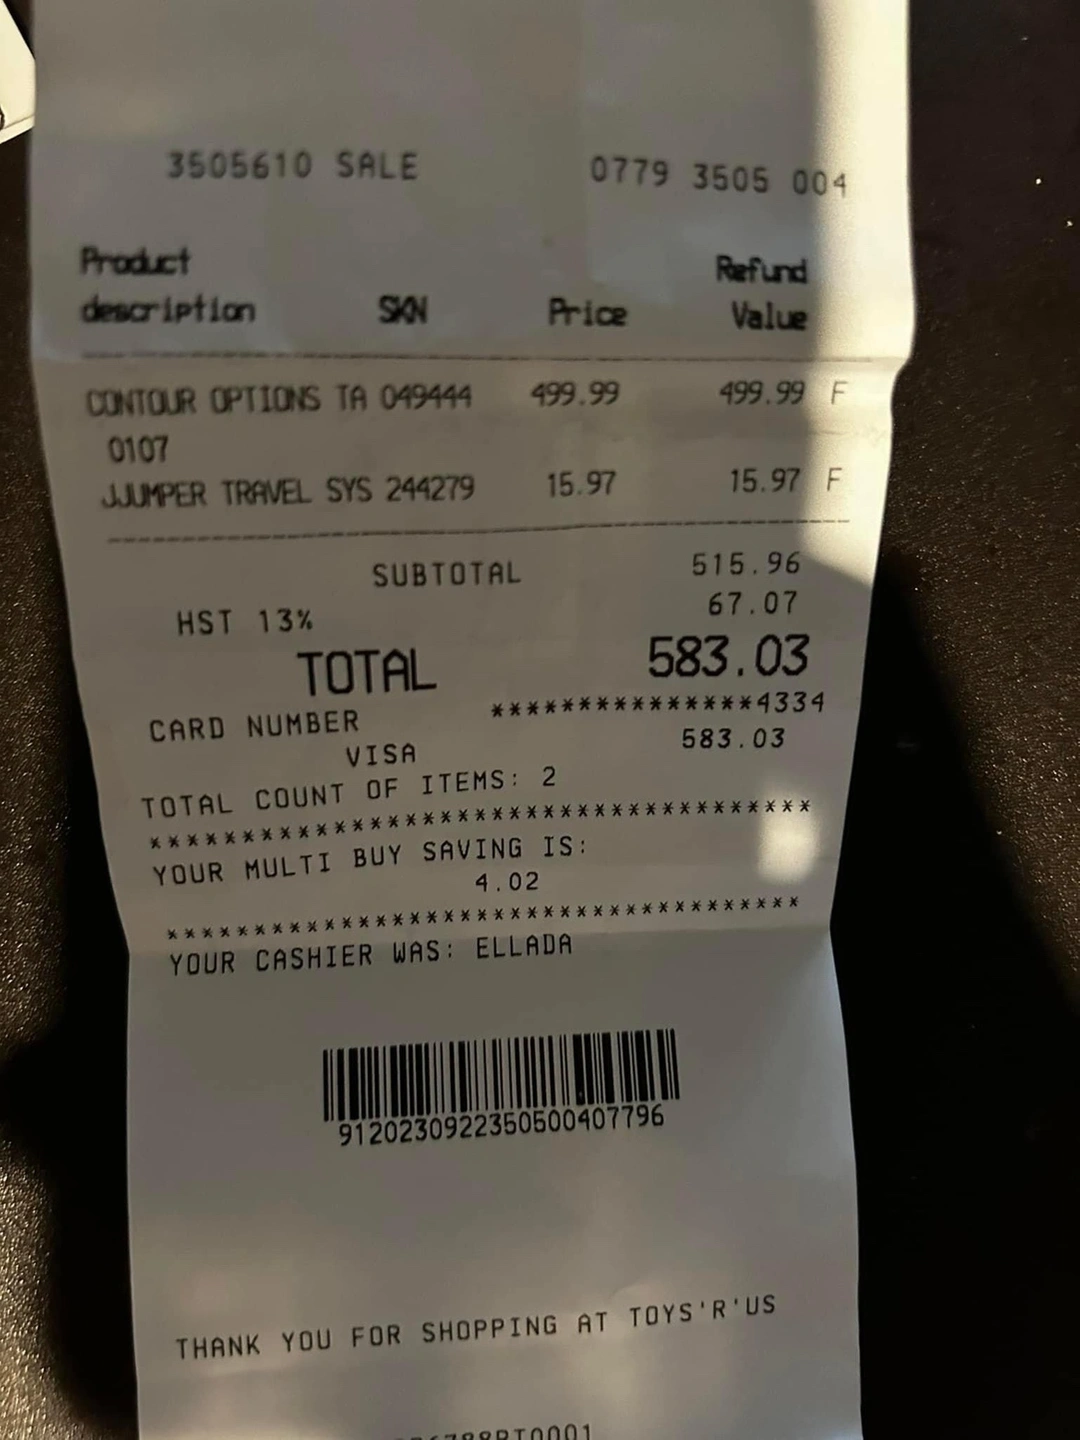 3505610 SALE 0779 3505 004
Product description SKN Price Refund Value
CONTOUR OPTIONS TA 049444 499.99 499.99 F
0107
JJUMPER TRAVEL SYS 244279 15.97 15.97 F
SUBTOTAL 515.96
HST 13% 67.07
TOTAL 583.03
CARD NUMBER ***************4334
VISA 583.03
TOTAL COUNT OF ITEMS: 2
*************************************
YOUR MULTI BUY SAVING IS:
4.02
***********************************
YOUR CASHIER WAS: ELLADA
9120230922350500407796
THANK YOU FOR SHOPPING AT TOYS'R'US